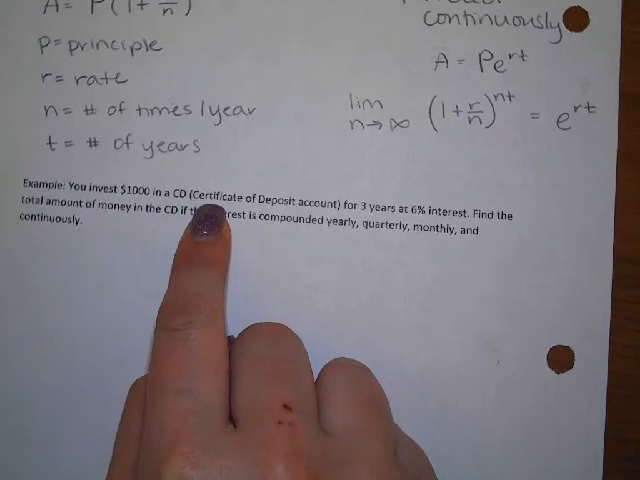 A = P(1+ r/n)
continuously
P = principle
A = Pe^rt
r = rate
n = # of times/year
lim n→∞ (1 + r/n)^nt = e^rt
t = # of years
Example: You invest $1000 in a CD (Certificate of Deposit account) for 3 years at 6% interest. Find the
total amount of money in the CD if compounded yearly, quarterly, monthly, and
continuously.